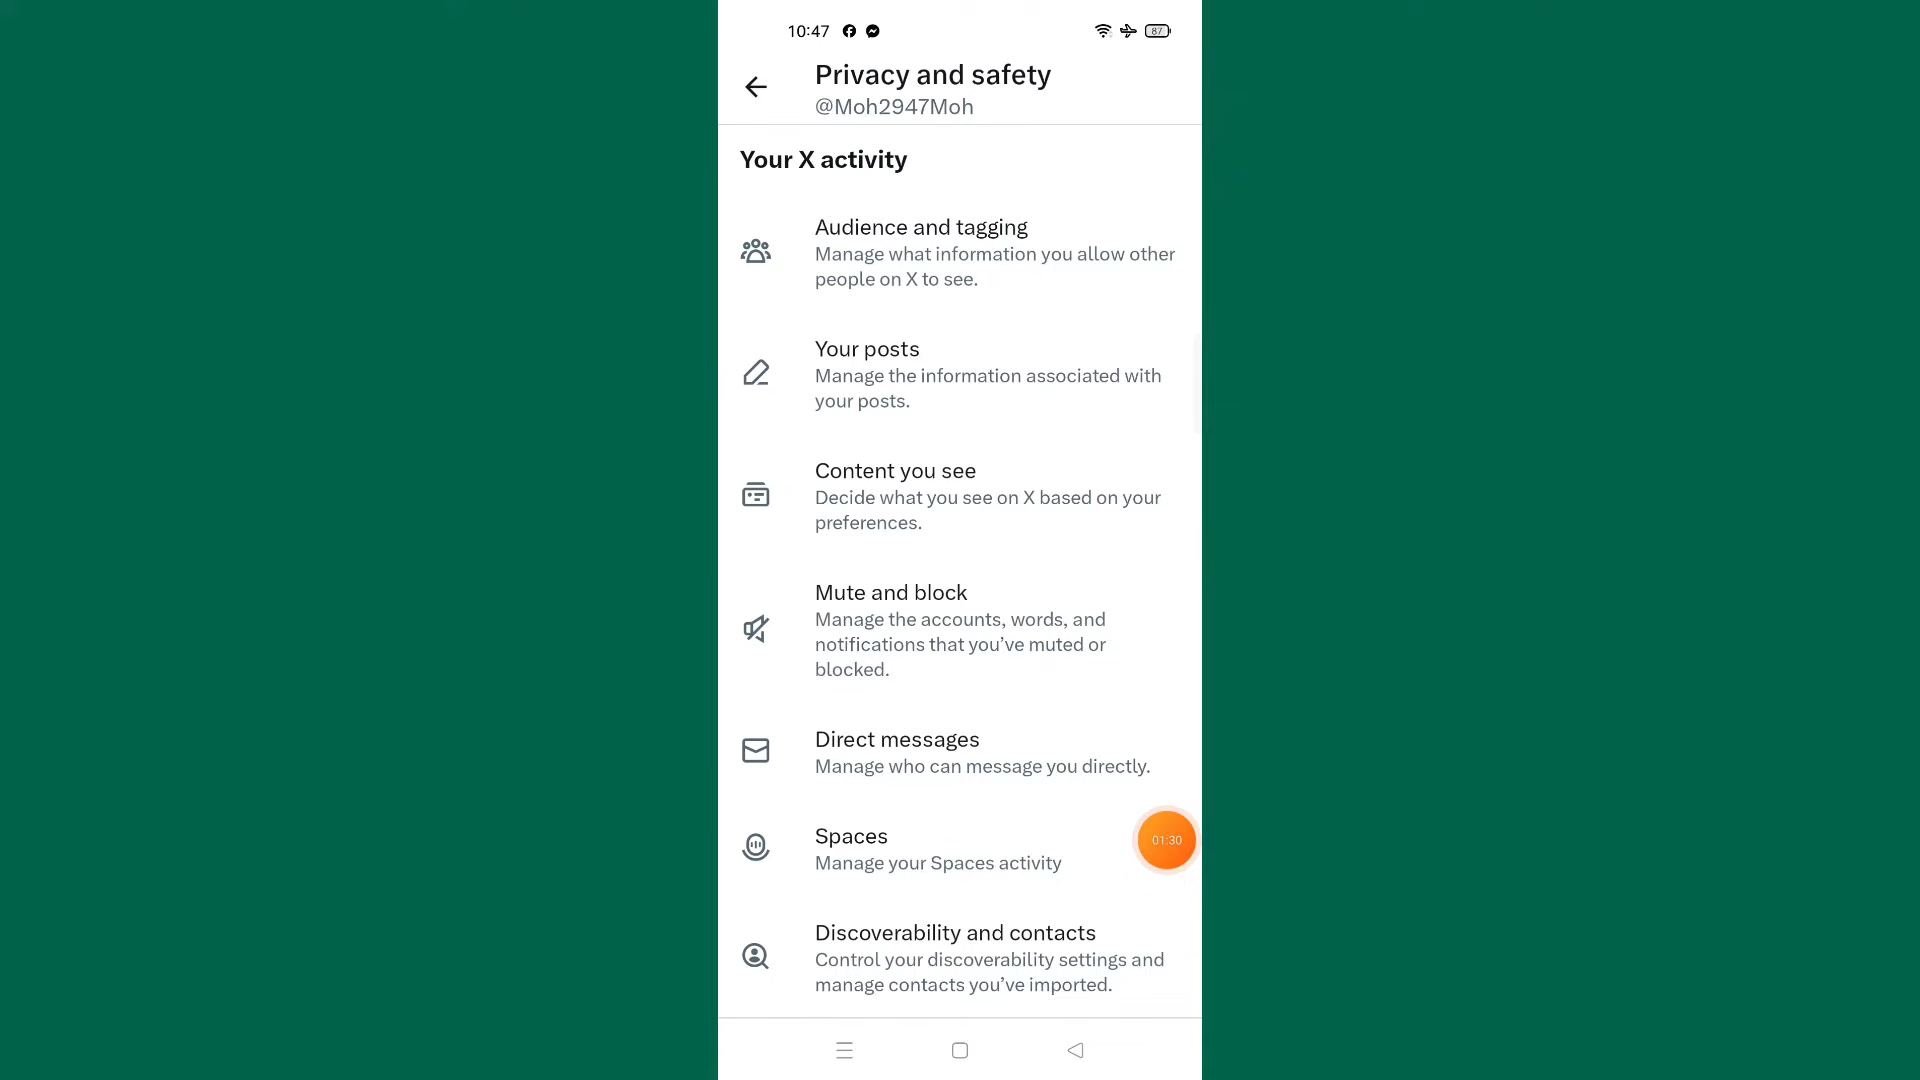 10:47
87
Privacy and safety
@Moh2947Moh
Your X activity
Audience and tagging
Manage what information you allow other
people on X to see.
Your posts
Manage the information associated with
your posts.
Content you see
Decide what you see on X based on your
preferences.
Mute and block
Manage the accounts, words, and
notifications that you’ve muted or
blocked.
Direct messages
Manage who can message you directly.
Spaces
Manage your Spaces activity
01:30
Discoverability and contacts
Control your discoverability settings and
manage contacts you’ve imported.